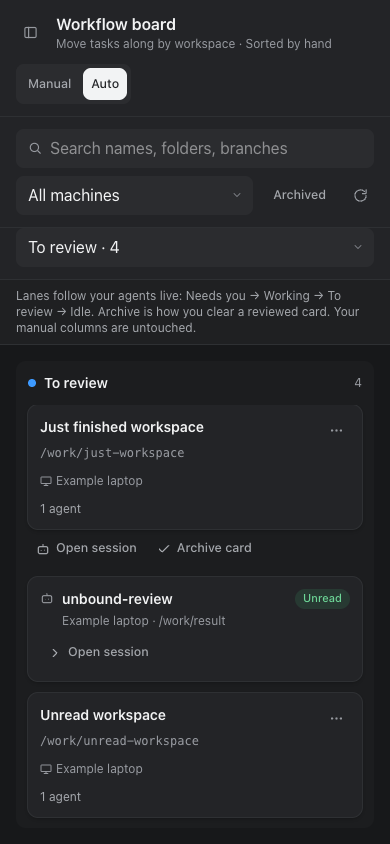 Workflow board
Move tasks along by workspace · Sorted by hand
Manual
Auto
Search names, folders, branches
All machines
Archived
To review · 4
Lanes follow your agents live: Needs you → Working → To
review → Idle. Archive is how you clear a reviewed card. Your
manual columns are untouched.
To review
4
Just finished workspace
/work/just-workspace
Example laptop
1 agent
Open session
Archive card
unbound-review
Unread
Example laptop · /work/result
Open session
Unread workspace
/work/unread-workspace
Example laptop
1 agent